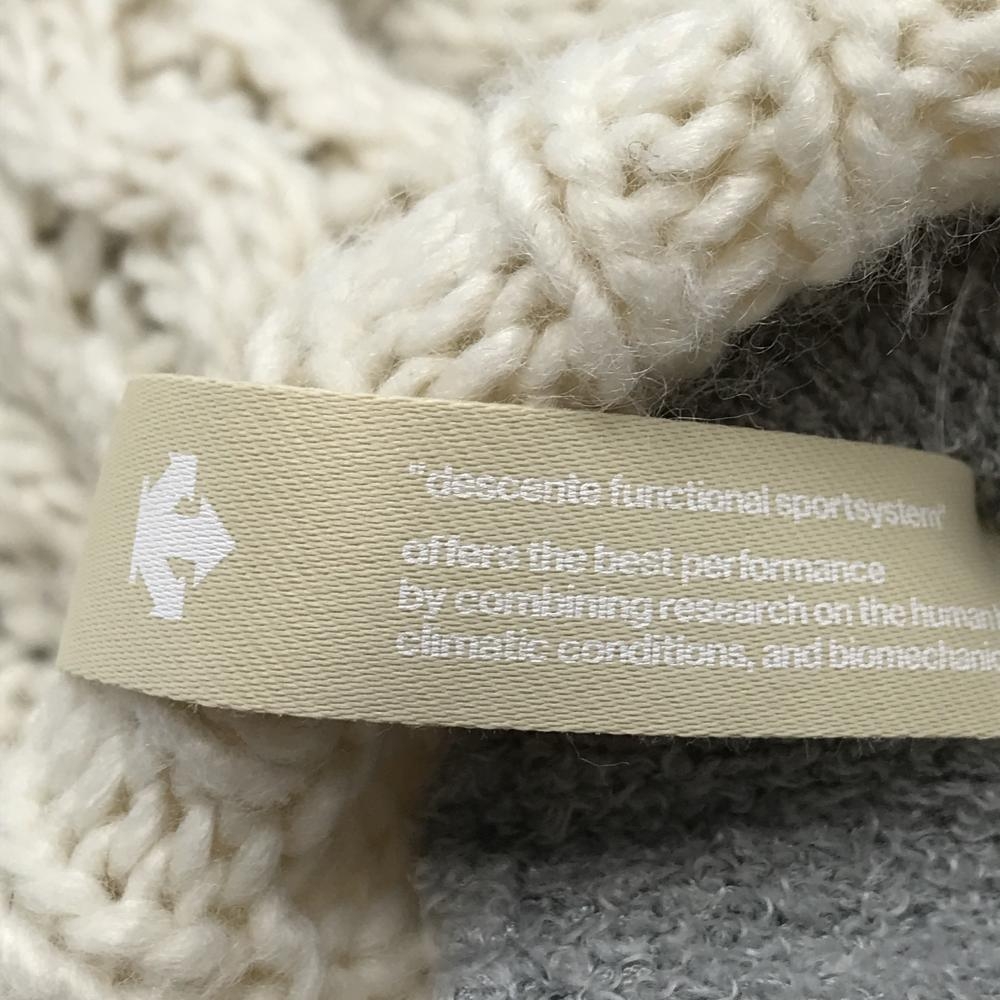 "descente functional sportsystem"
offers the best performance
by combining research on the human
climatic conditions, and biomechanic